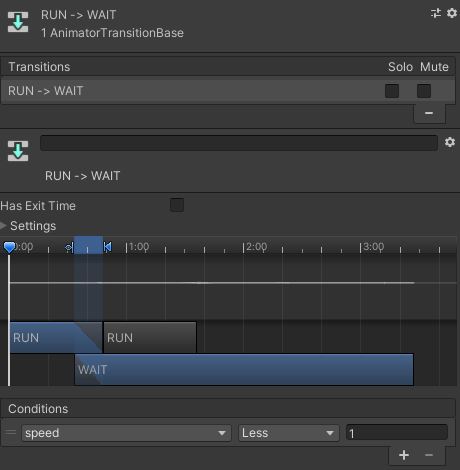 RUN -> WAIT
1 AnimatorTransitionBase
Transitions Solo Mute
RUN -> WAIT
RUN -> WAIT
Has Exit Time
Settings
0:00 1:00 2:00 3:00
RUN RUN
WAIT
Conditions
speed Less 1